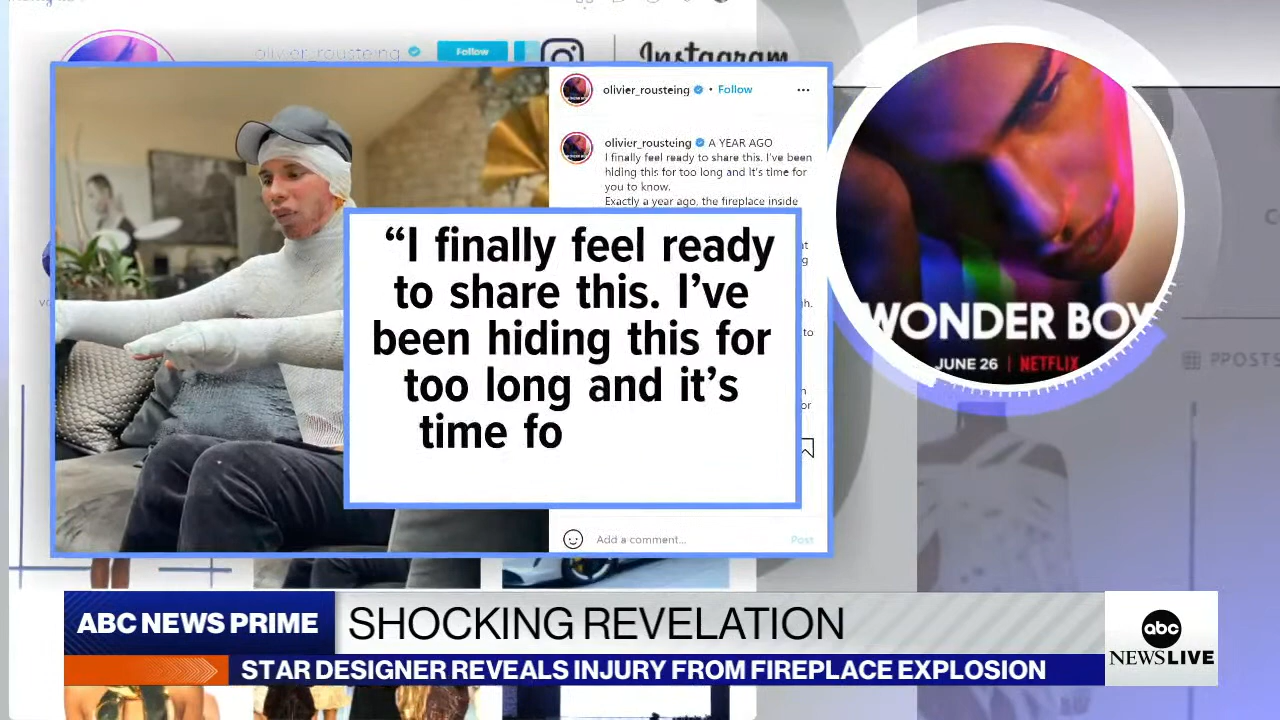 olivier_rousteing
Follow
Instagram
olivier_rousteing • Follow
olivier_rousteing A YEAR AGO
I finally feel ready to share this. I've been
hiding this for too long and it's time for
you to know.
Exactly a year ago, the fireplace inside
“I finally feel ready
to share this. I’ve
been hiding this for
too long and it’s
time fo
Add a comment...
Post
WONDER BOY
JUNE 26 | NETFLIX
POSTS
ABC NEWS PRIME
SHOCKING REVELATION
STAR DESIGNER REVEALS INJURY FROM FIREPLACE EXPLOSION
abc
NEWS LIVE